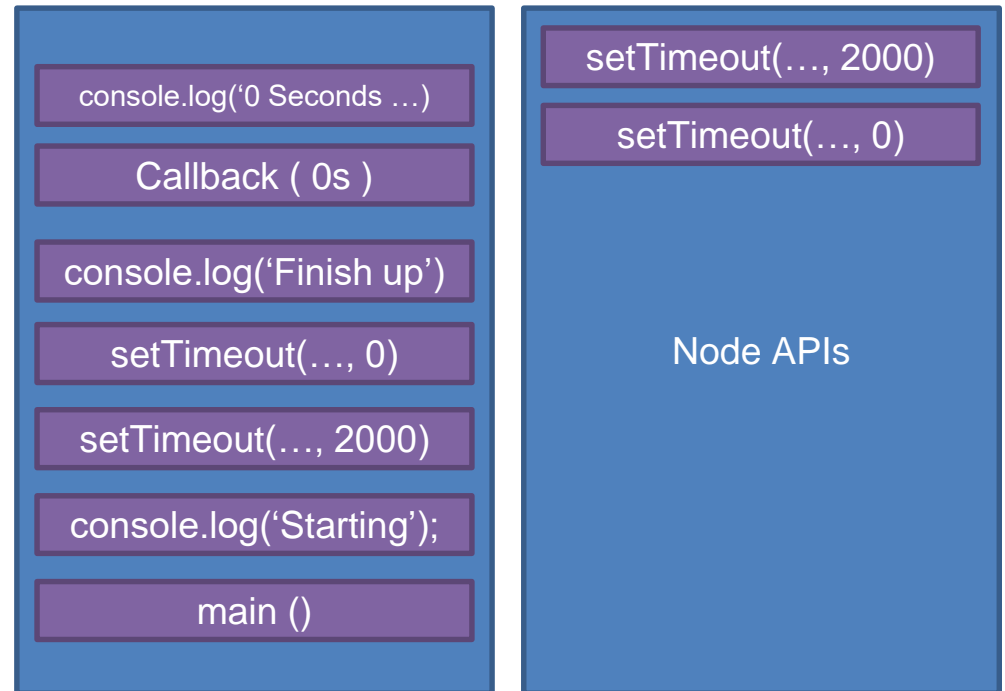 console.log(‘0 Seconds …)
Callback ( 0s )
console.log(‘Finish up’)
setTimeout(…, 0)
setTimeout(…, 2000)
console.log(‘Starting’);
main ()
setTimeout(…, 2000)
setTimeout(…, 0)
Node APIs